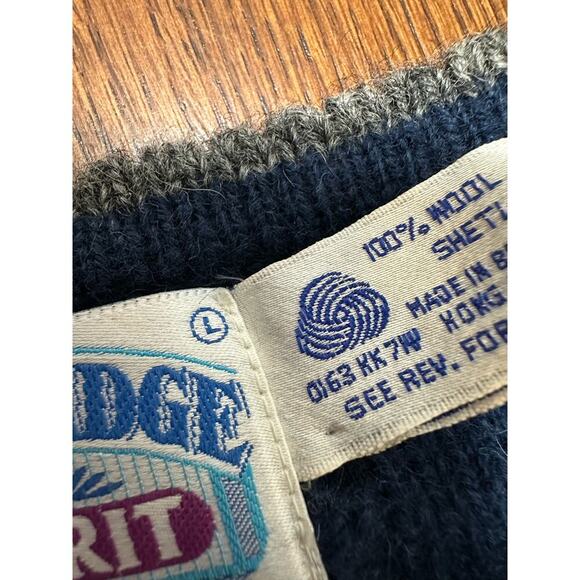 L
DGE
RIT
100% WOOL
SHETL
MADE IN B
HONG
0163 KK 7W
SEE REV. FOR